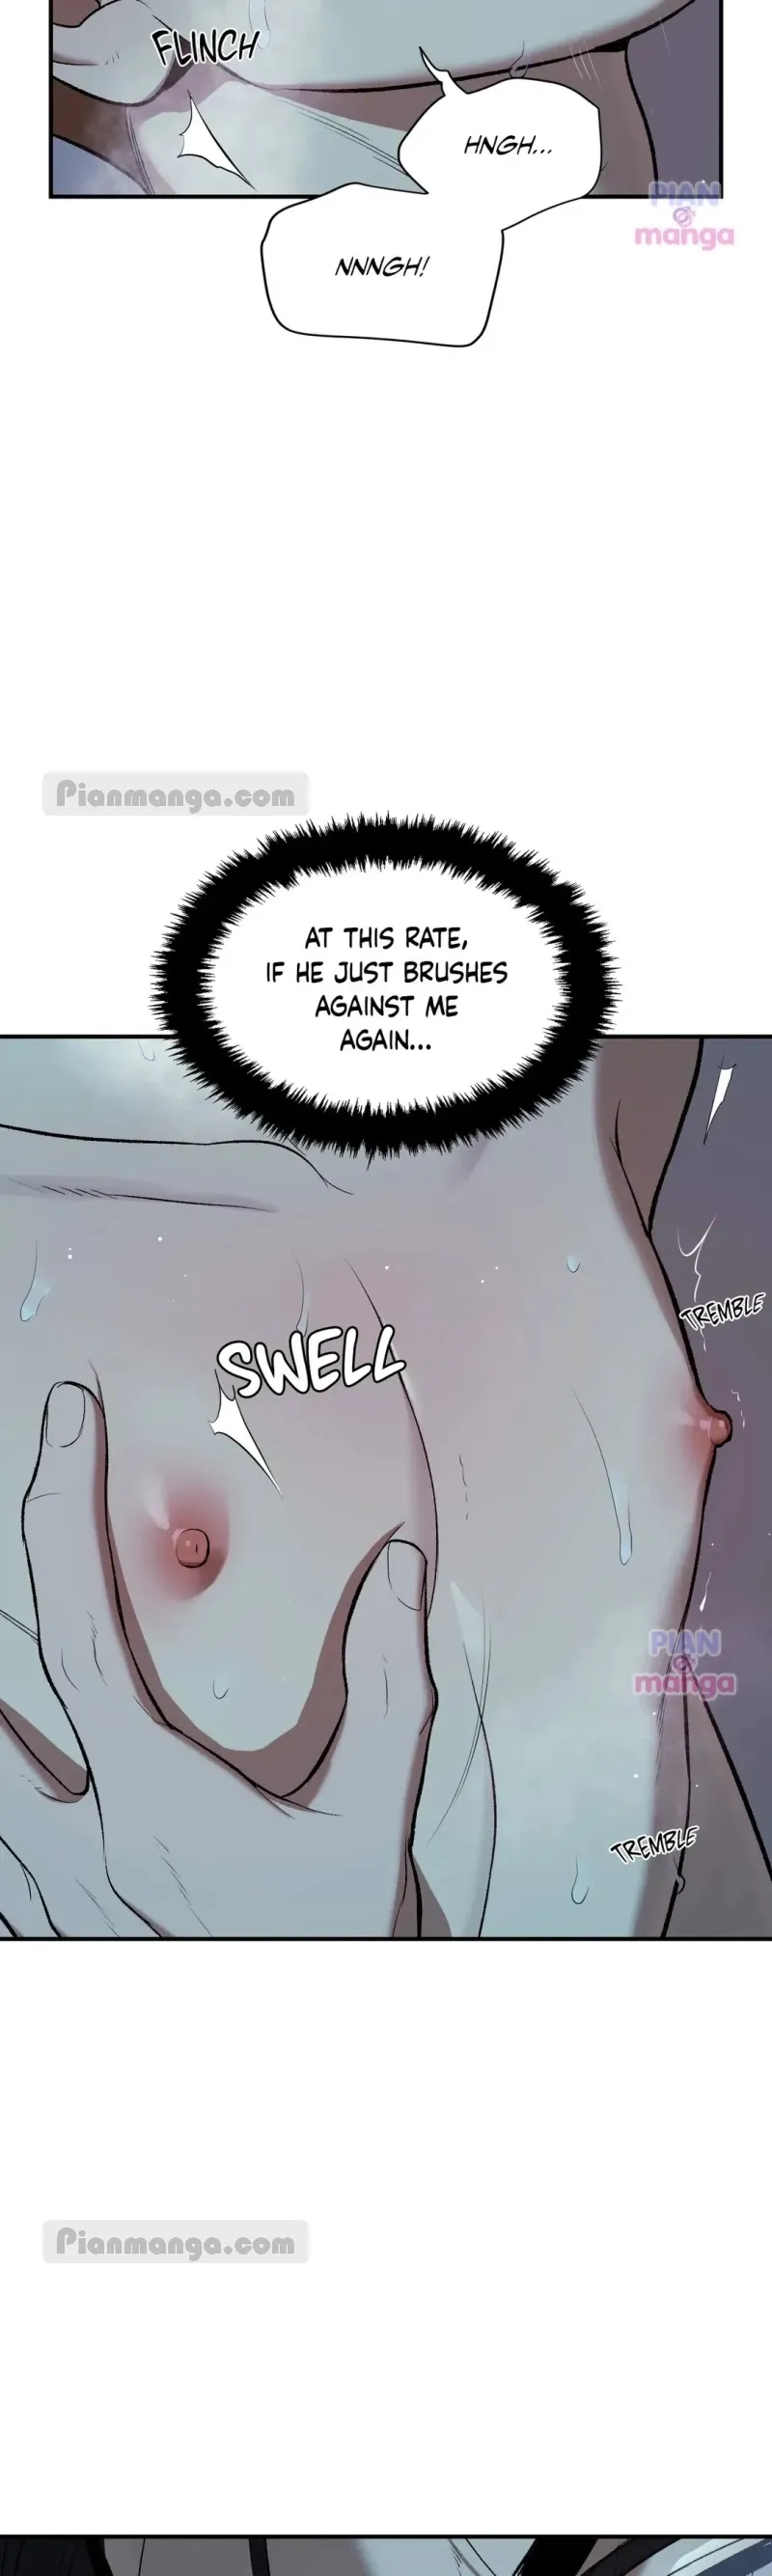 FLINCH
HNGH...
PIAN
manga
NNNGH!
Pianmanga.com
AT THIS RATE,
IF HE JUST BRUSHES
AGAINST ME
AGAIN...
TREMBLE
SWELL
PIAN
manga
TREMBLE
Pianmanga.com